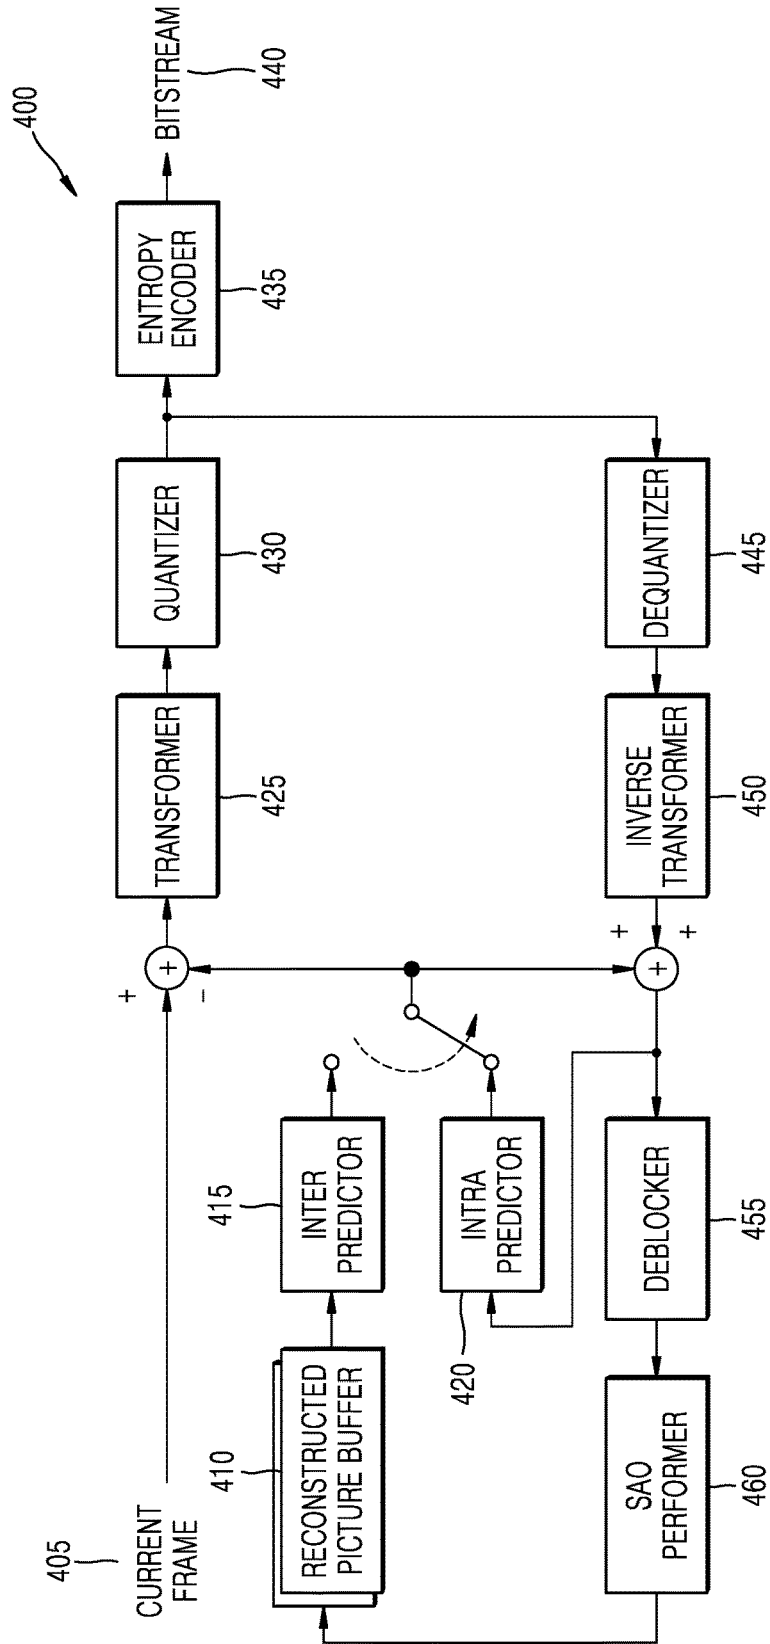 400
405
CURRENT
FRAME
+
−
+
TRANSFORMER
425
QUANTIZER
430
ENTROPY
ENCODER
435
BITSTREAM
440
410
RECONSTRUCTED
PICTURE BUFFER
415
INTER
PREDICTOR
420
INTRA
PREDICTOR
SAO
PERFORMER
460
DEBLOCKER
455
+
+
+
INVERSE
TRANSFORMER
450
DEQUANTIZER
445